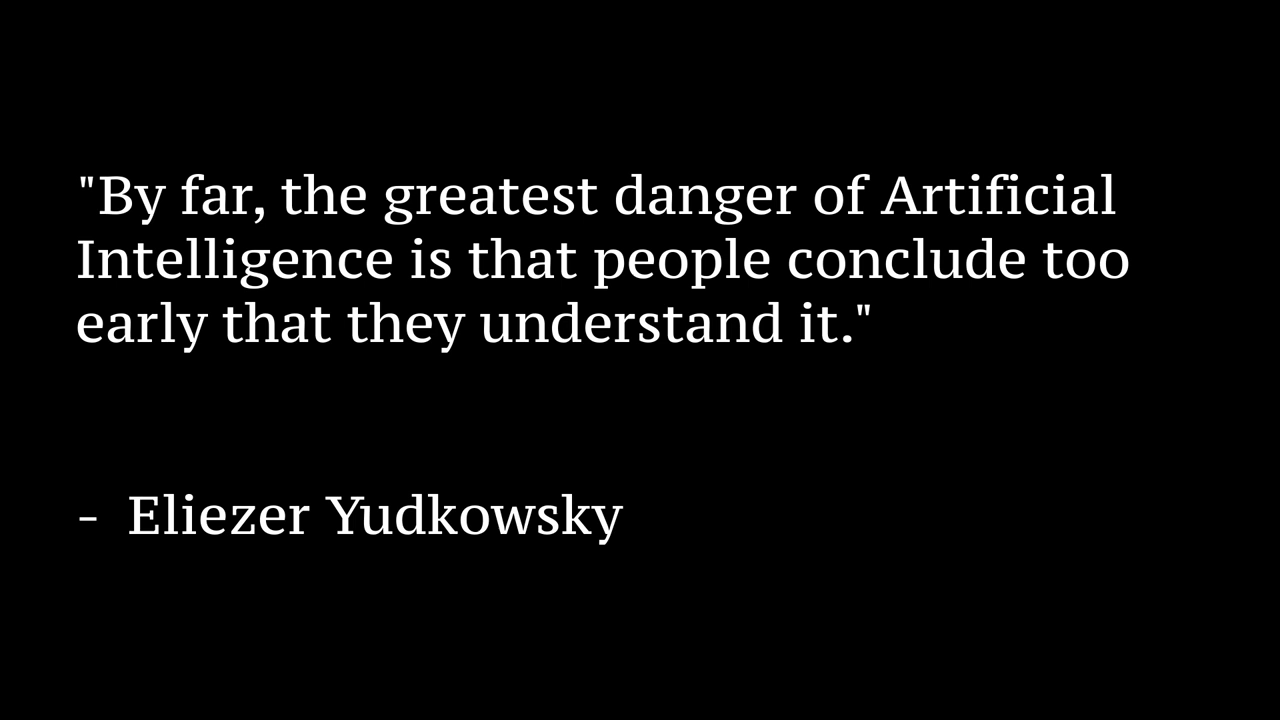 "By far, the greatest danger of Artificial
Intelligence is that people conclude too
early that they understand it."
- Eliezer Yudkowsky